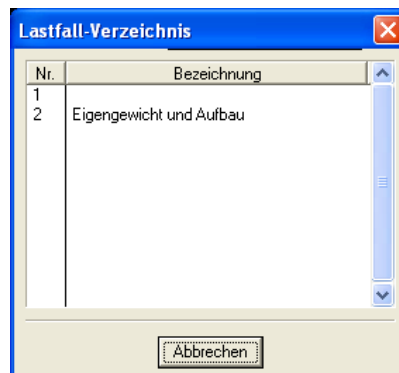 Lastfall-Verzeichnis
Nr. Bezeichnung
1
2 Eigengewicht und Aufbau
Abbrechen